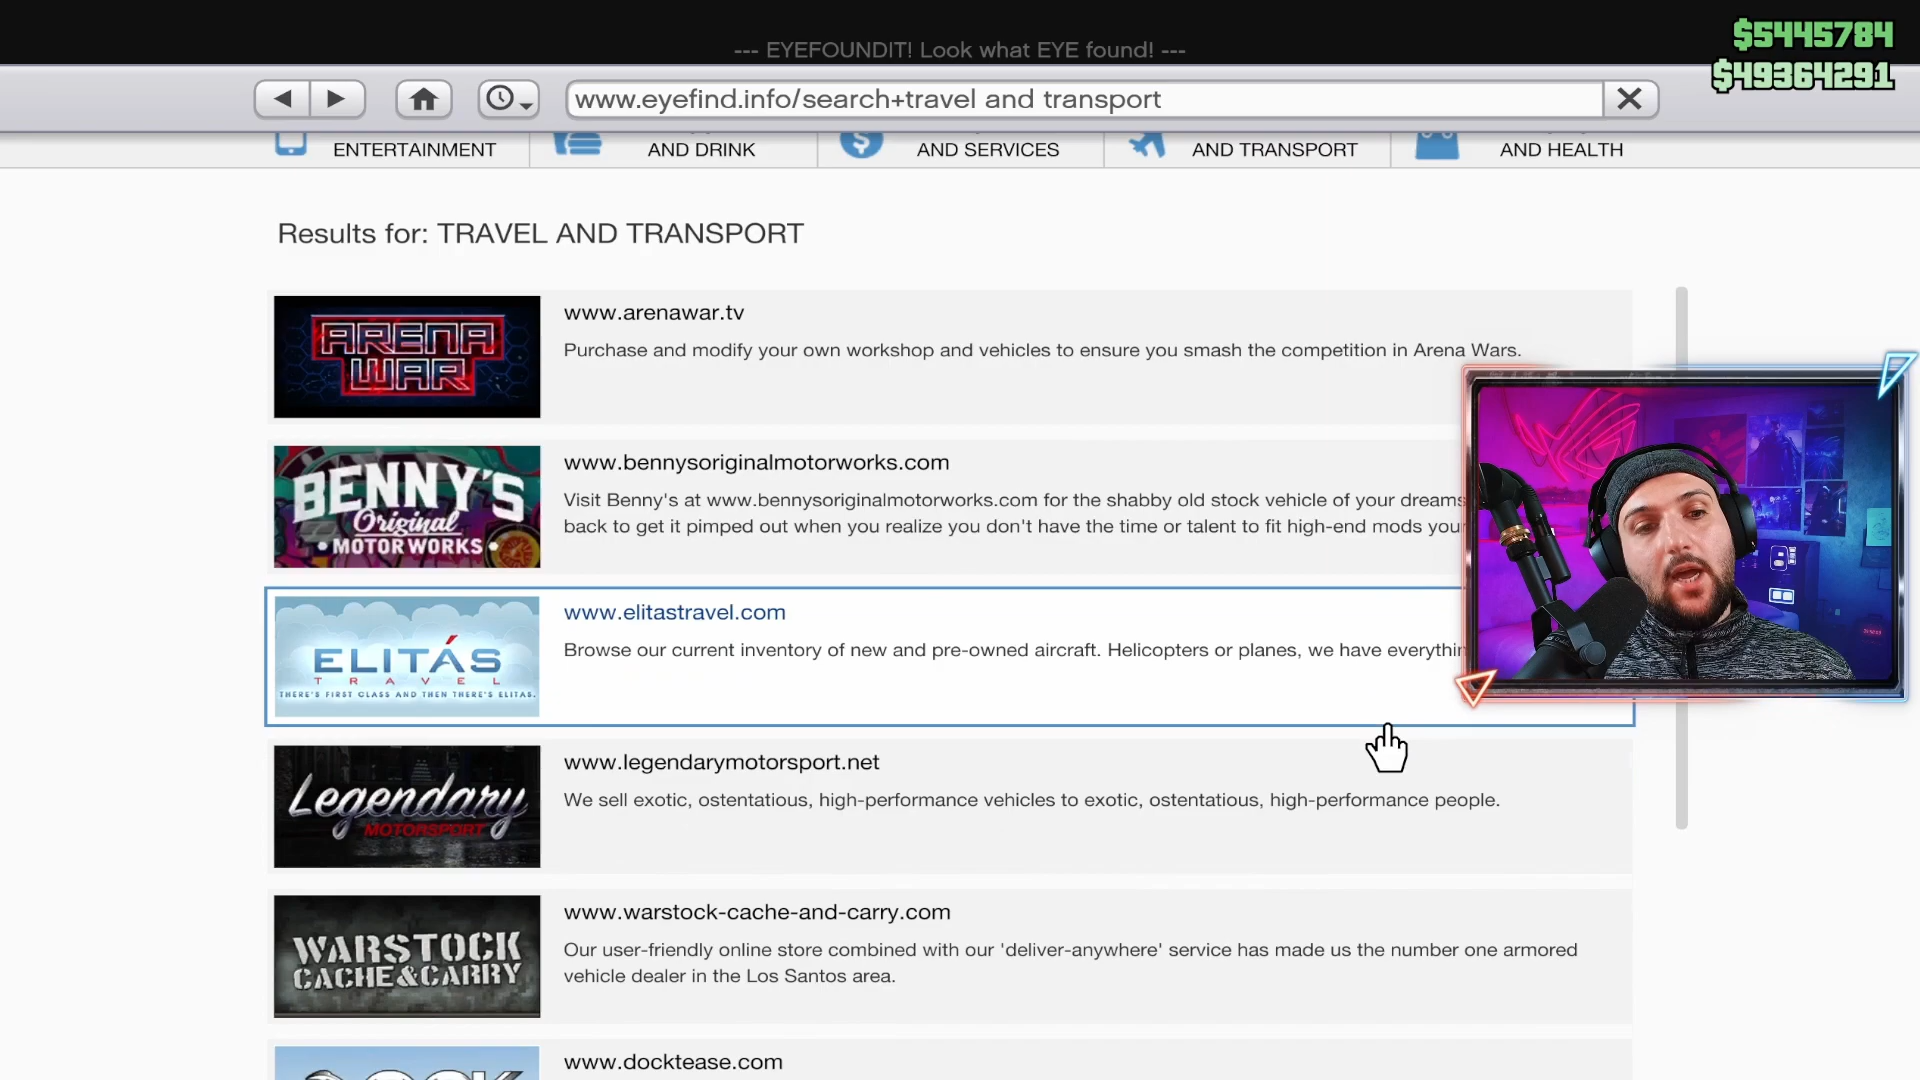 --- EYEFOUNDIT! Look what EYE found! ---
$5445784
$49364291
www.eyefind.info/search+travel and transport
ENTERTAINMENT
AND DRINK
AND SERVICES
AND TRANSPORT
AND HEALTH
Results for: TRAVEL AND TRANSPORT
ARENA
WAR
www.arenawar.tv
Purchase and modify your own workshop and vehicles to ensure you smash the competition in Arena Wars.
BENNY'S
Original
MOTORWORKS
www.bennysoriginalmotorworks.com
Visit Benny's at www.bennysoriginalmotorworks.com for the shabby old stock vehicle of your dreams
back to get it pimped out when you realize you don't have the time or talent to fit high-end mods
ELITÁS
TRAVEL
THERE'S FIRST CLASS AND THEN THERE'S ELITAS.
www.elitastravel.com
Browse our current inventory of new and pre-owned aircraft. Helicopters or planes, we have
Legendary
MOTORSPORT
www.legendarymotorsport.net
We sell exotic, ostentatious, high-performance vehicles to exotic, ostentatious, high-performance people.
WARSTOCK
CACHE&CARRY
www.warstock-cache-and-carry.com
Our user-friendly online store combined with our 'deliver-anywhere' service has made us the number one armored
vehicle dealer in the Los Santos area.
www.docktease.com